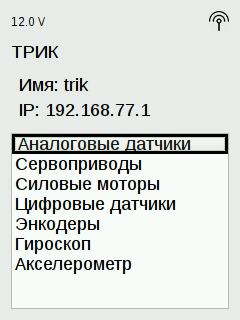 12.0 V
ТРИК
Имя: trik
IP: 192.168.77.1
Аналоговые датчики
Сервоприводы
Силовые моторы
Цифровые датчики
Энкодеры
Гироскоп
Акселерометр